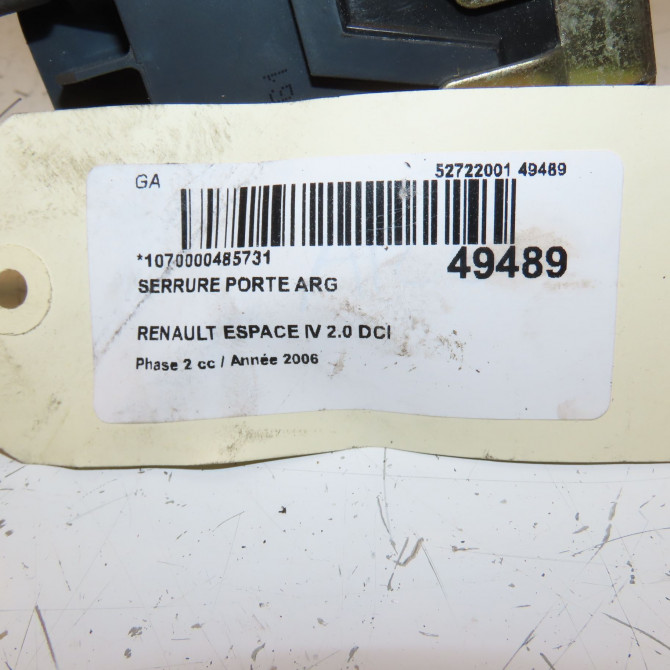 GA
52722001 49489
*1070000485731
49489
SERRURE PORTE ARG
RENAULT ESPACE IV 2.0 DCI
Phase 2 cc / Année 2006